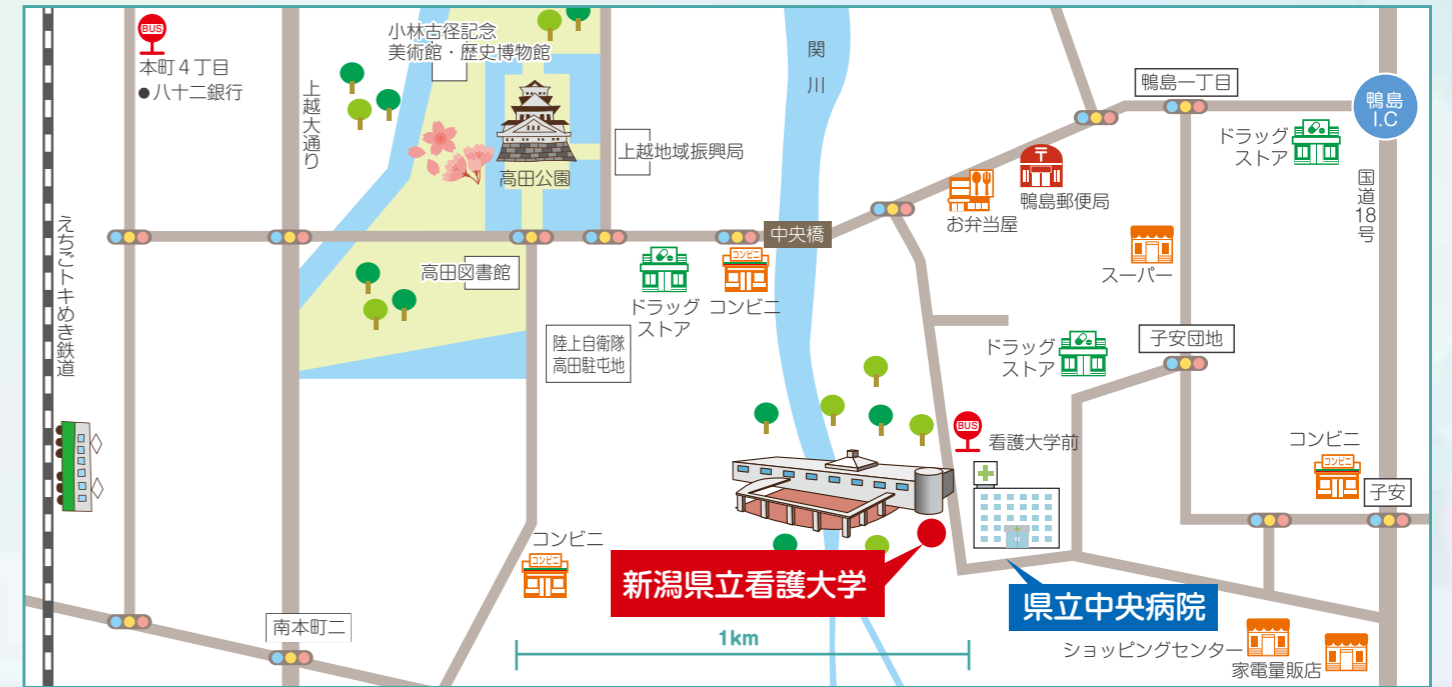 BUS
本町４丁目
●八十二銀行
上越大通り
小林古径記念
美術館・歴史博物館
高田公園
上越地域振興局
関川
鴨島一丁目
鴨島
I.C
ドラッグ
ストア
国道18号
鴨島郵便局
お弁当屋
中央橋
スーパー
えちごトキめき鉄道
高田図書館
ドラッグ
ストア
コンビニ
コンビニ
陸上自衛隊
高田駐屯地
子安団地
ドラッグ
ストア
BUS
看護大学前
コンビニ
コンビニ
子安
コンビニ
コンビニ
新潟県立看護大学
県立中央病院
南本町二
1km
ショッピングセンター
家電量販店